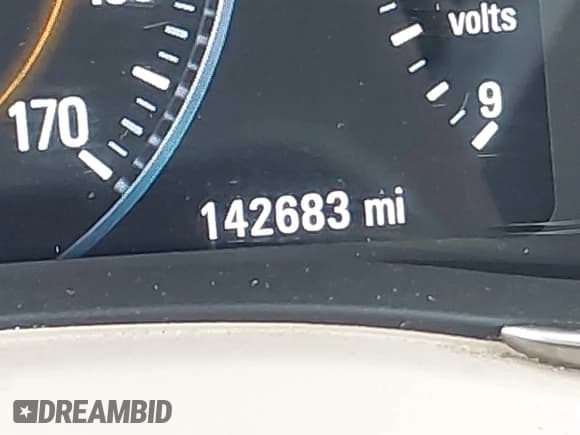 volts
9
170
142683 mi
DREAMBID